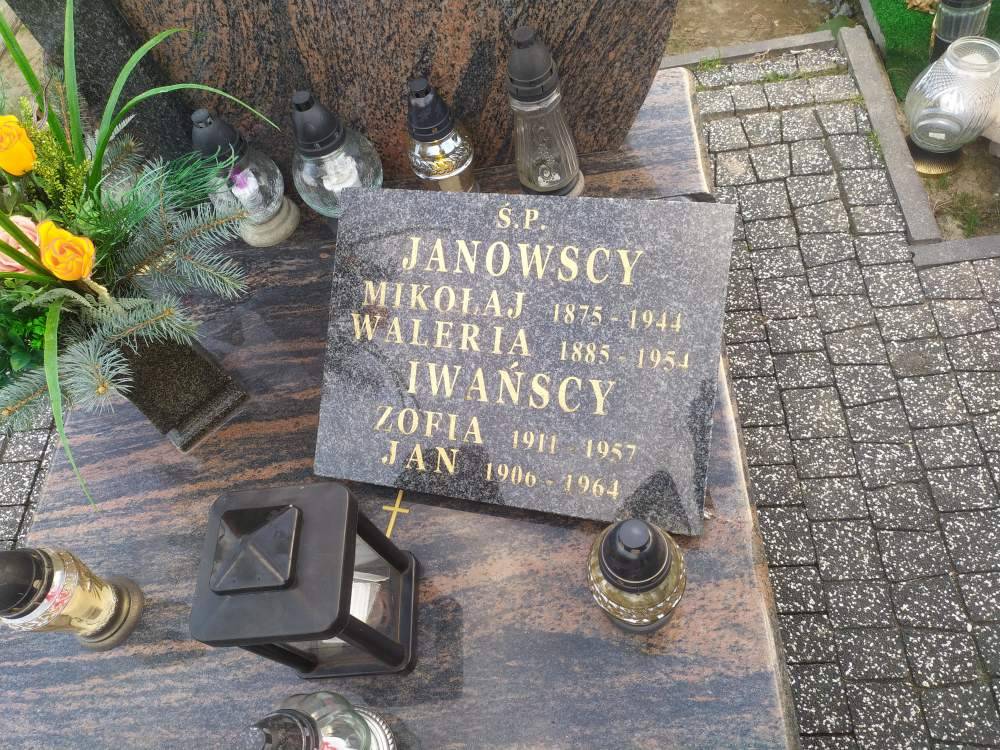 Ś.P.
JANOWSCY
MIKOŁAJ 1875 - 1944
WALERIA 1885 - 1954
IWAŃSCY
ZOFIA 1911 - 1957
JAN 1906 - 1964